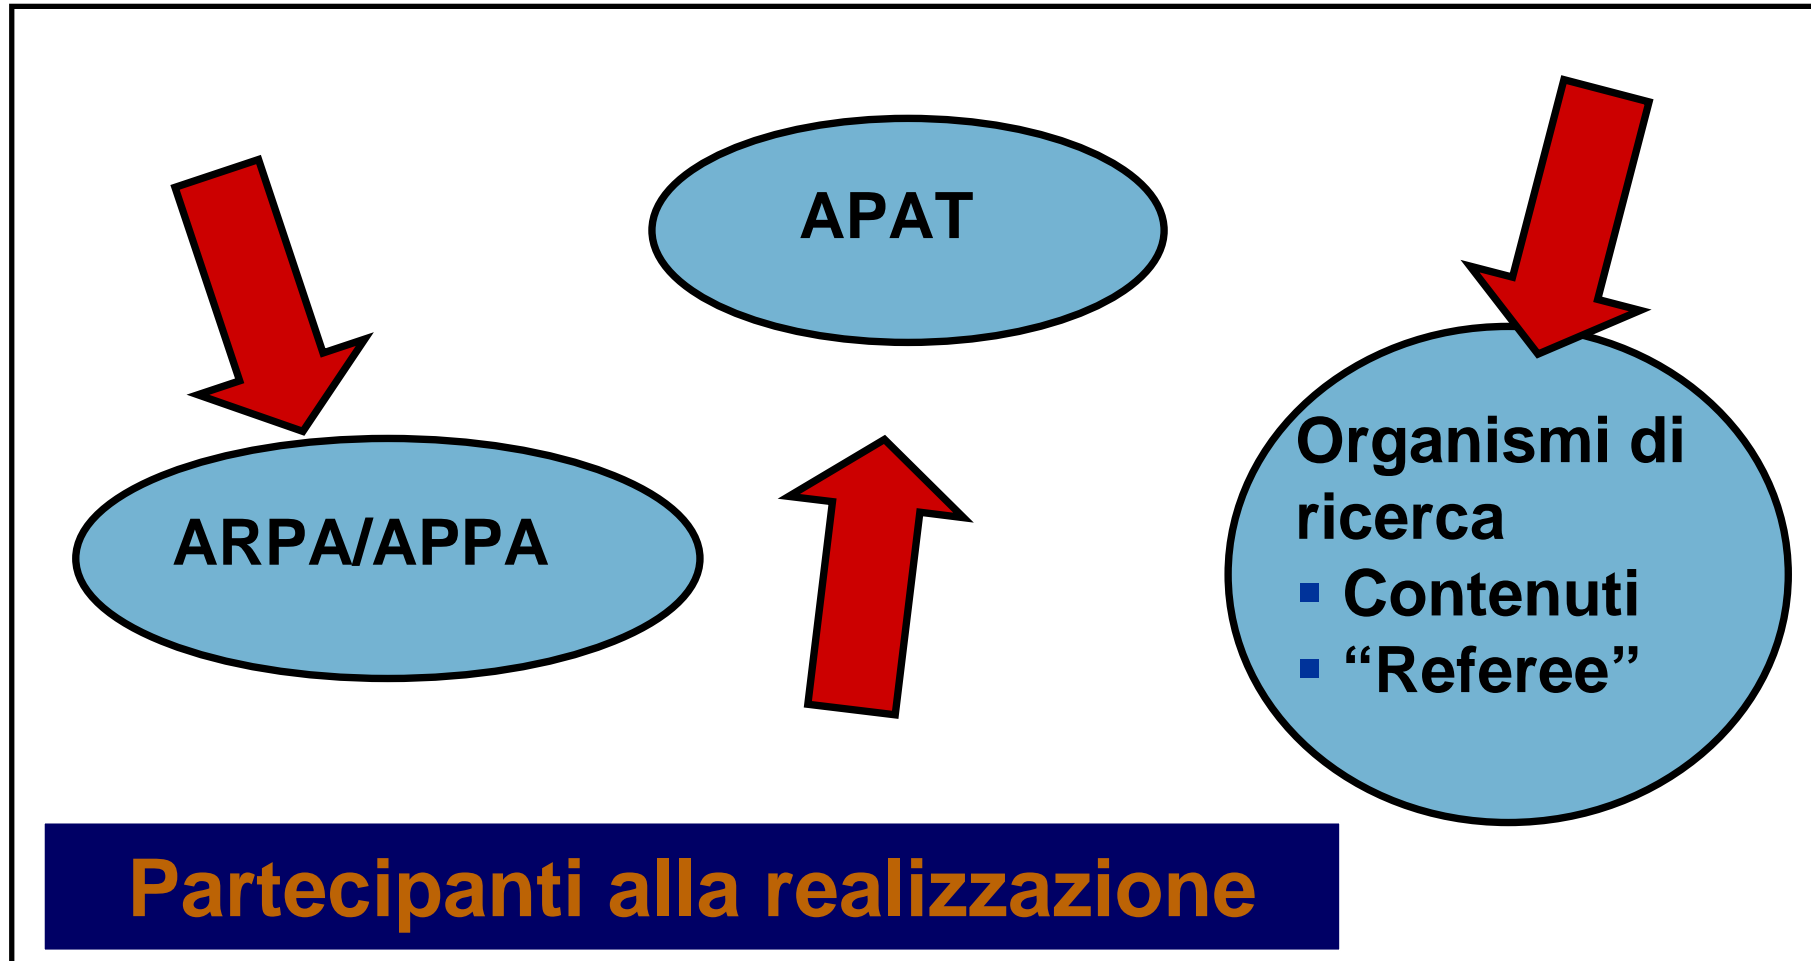 APAT
ARPA/APPA
Organismi di
ricerca
▪ Contenuti
▪ “Referee”
Partecipanti alla realizzazione